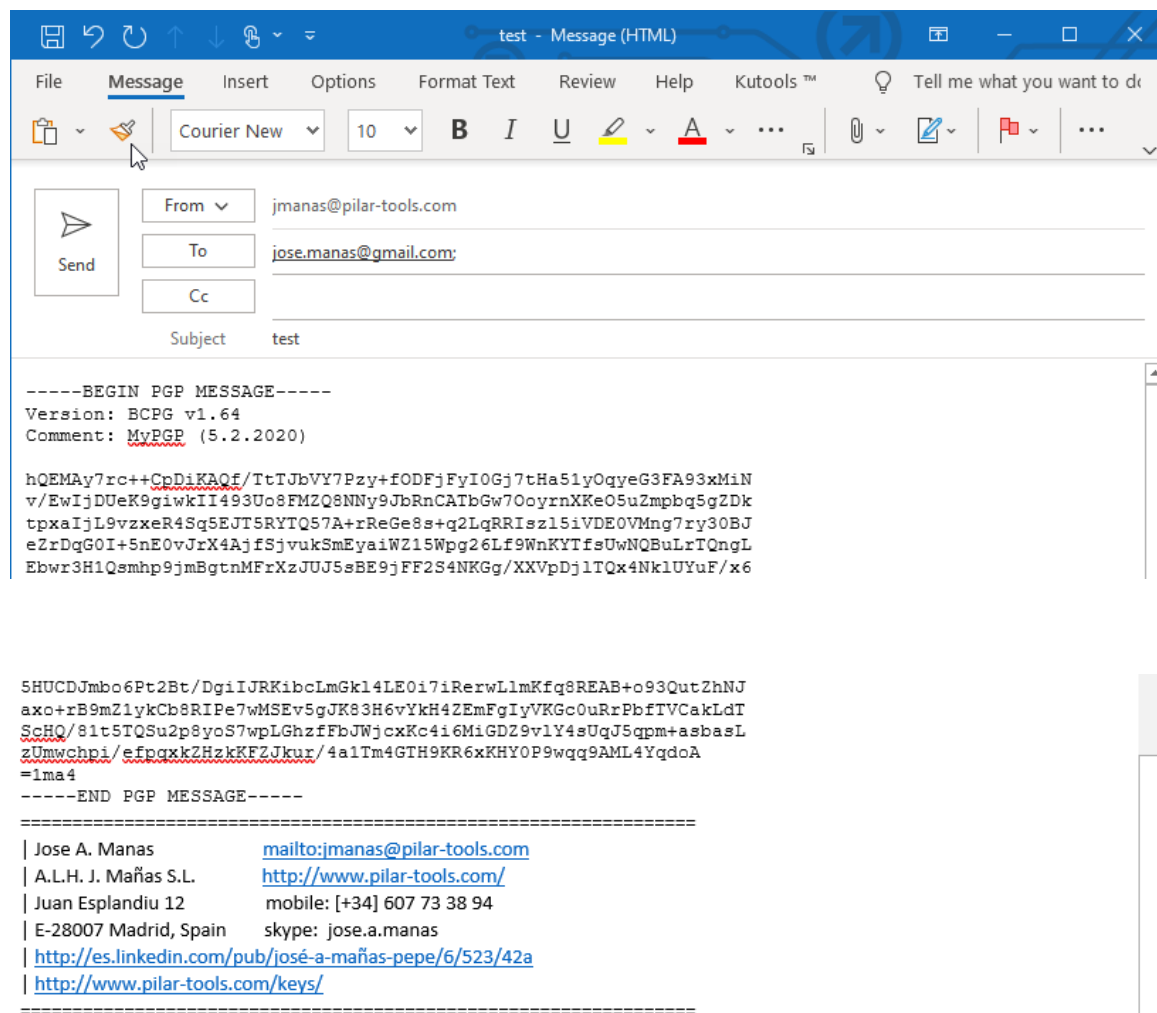 test - Message (HTML)
File Message Insert Options Format Text Review Help Kutools ™ Tell me what you want to do
Courier New 10 B I U A
From jmanas@pilar-tools.com
Send
To jose.manas@gmail.com;
Cc
Subject test
-----BEGIN PGP MESSAGE-----
Version: BCPG v1.64
Comment: MyPGP (5.2.2020)
hQEMAy7rc++CpDiKAQf/TtTJbVY7Pzy+fODFjFyI0Gj7tHa51yOqyeG3FA93xMiN
v/EwIjDUeK9giwkII493Uo8FMZQ8NNy9JbRnCATbGw7OoyrnXKeO5uZmpbq5gZDk
tpxaIjL9vzxeR4Sq5EJT5RYTQ57A+rReGe8s+q2LqRRIszl5iVDE0VMng7ry30BJ
eZrDqG0I+5nE0vJrX4AjfSjvukSmEyaiWZ15Wpg26Lf9WnKYTfsUwNQBuLrTQngL
Ebwr3H1Qsmhp9jmBgtnMFrXzJUJ5sBE9jFF2S4NKGg/XXVpDjlTQx4NklUYuF/x6
5HUCDJmbo6Pt2Bt/DgiIJRKibcLmGkl4LE0i7iRerwLlmKfq8REAB+o93QutZhNJ
axo+rB9mZ1ykCb8RIPe7wMSEv5gJK83H6vYkH4ZEmFgIyVKGc0uRrPbfTVCakLdT
ScHQ/81t5TQSu2p8yoS7wpLGhzfFbJWjcxKc4i6MiGDZ9vlY4sUqJ5qpm+asbasL
zUmwchpi/efpqxkZHzkKFZJkur/4a1Tm4GTH9KR6xKHY0P9wqq9AML4YqdoA
=1ma4
-----END PGP MESSAGE-----
=================================================================
| Jose A. Manas mailto:jmanas@pilar-tools.com
| A.L.H. J. Mañas S.L. http://www.pilar-tools.com/
| Juan Esplandiu 12 mobile: [+34] 607 73 38 94
| E-28007 Madrid, Spain skype: jose.a.manas
| http://es.linkedin.com/pub/josé-a-mañas-pepe/6/523/42a
| http://www.pilar-tools.com/keys/
=================================================================